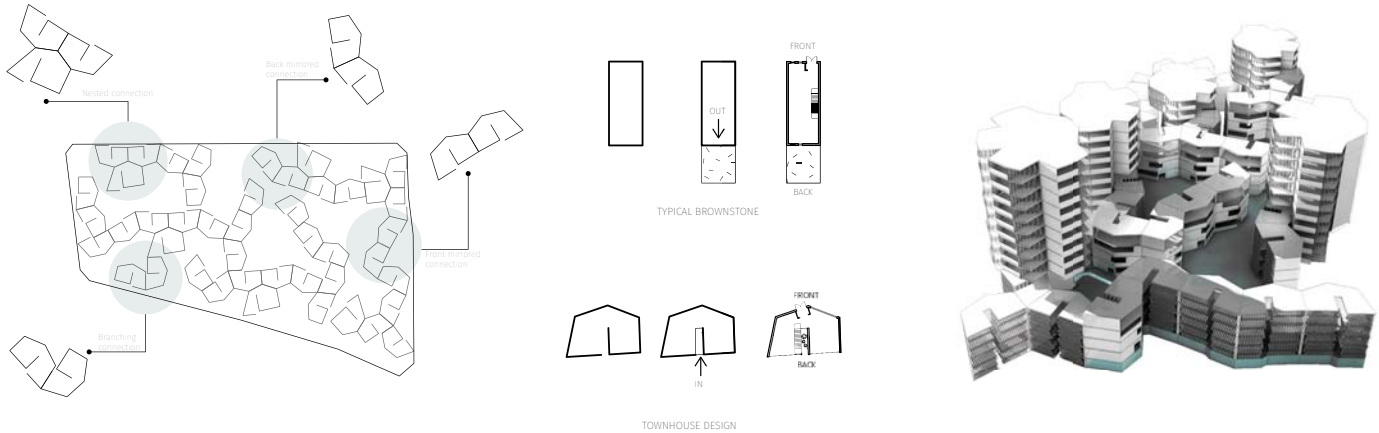 Nested connection
Back mirrored
connection
Front mirrored
connection
Branching
connection
FRONT
OUT
BACK
TYPICAL BROWNSTONE
FRONT
BACK
IN
TOWNHOUSE DESIGN